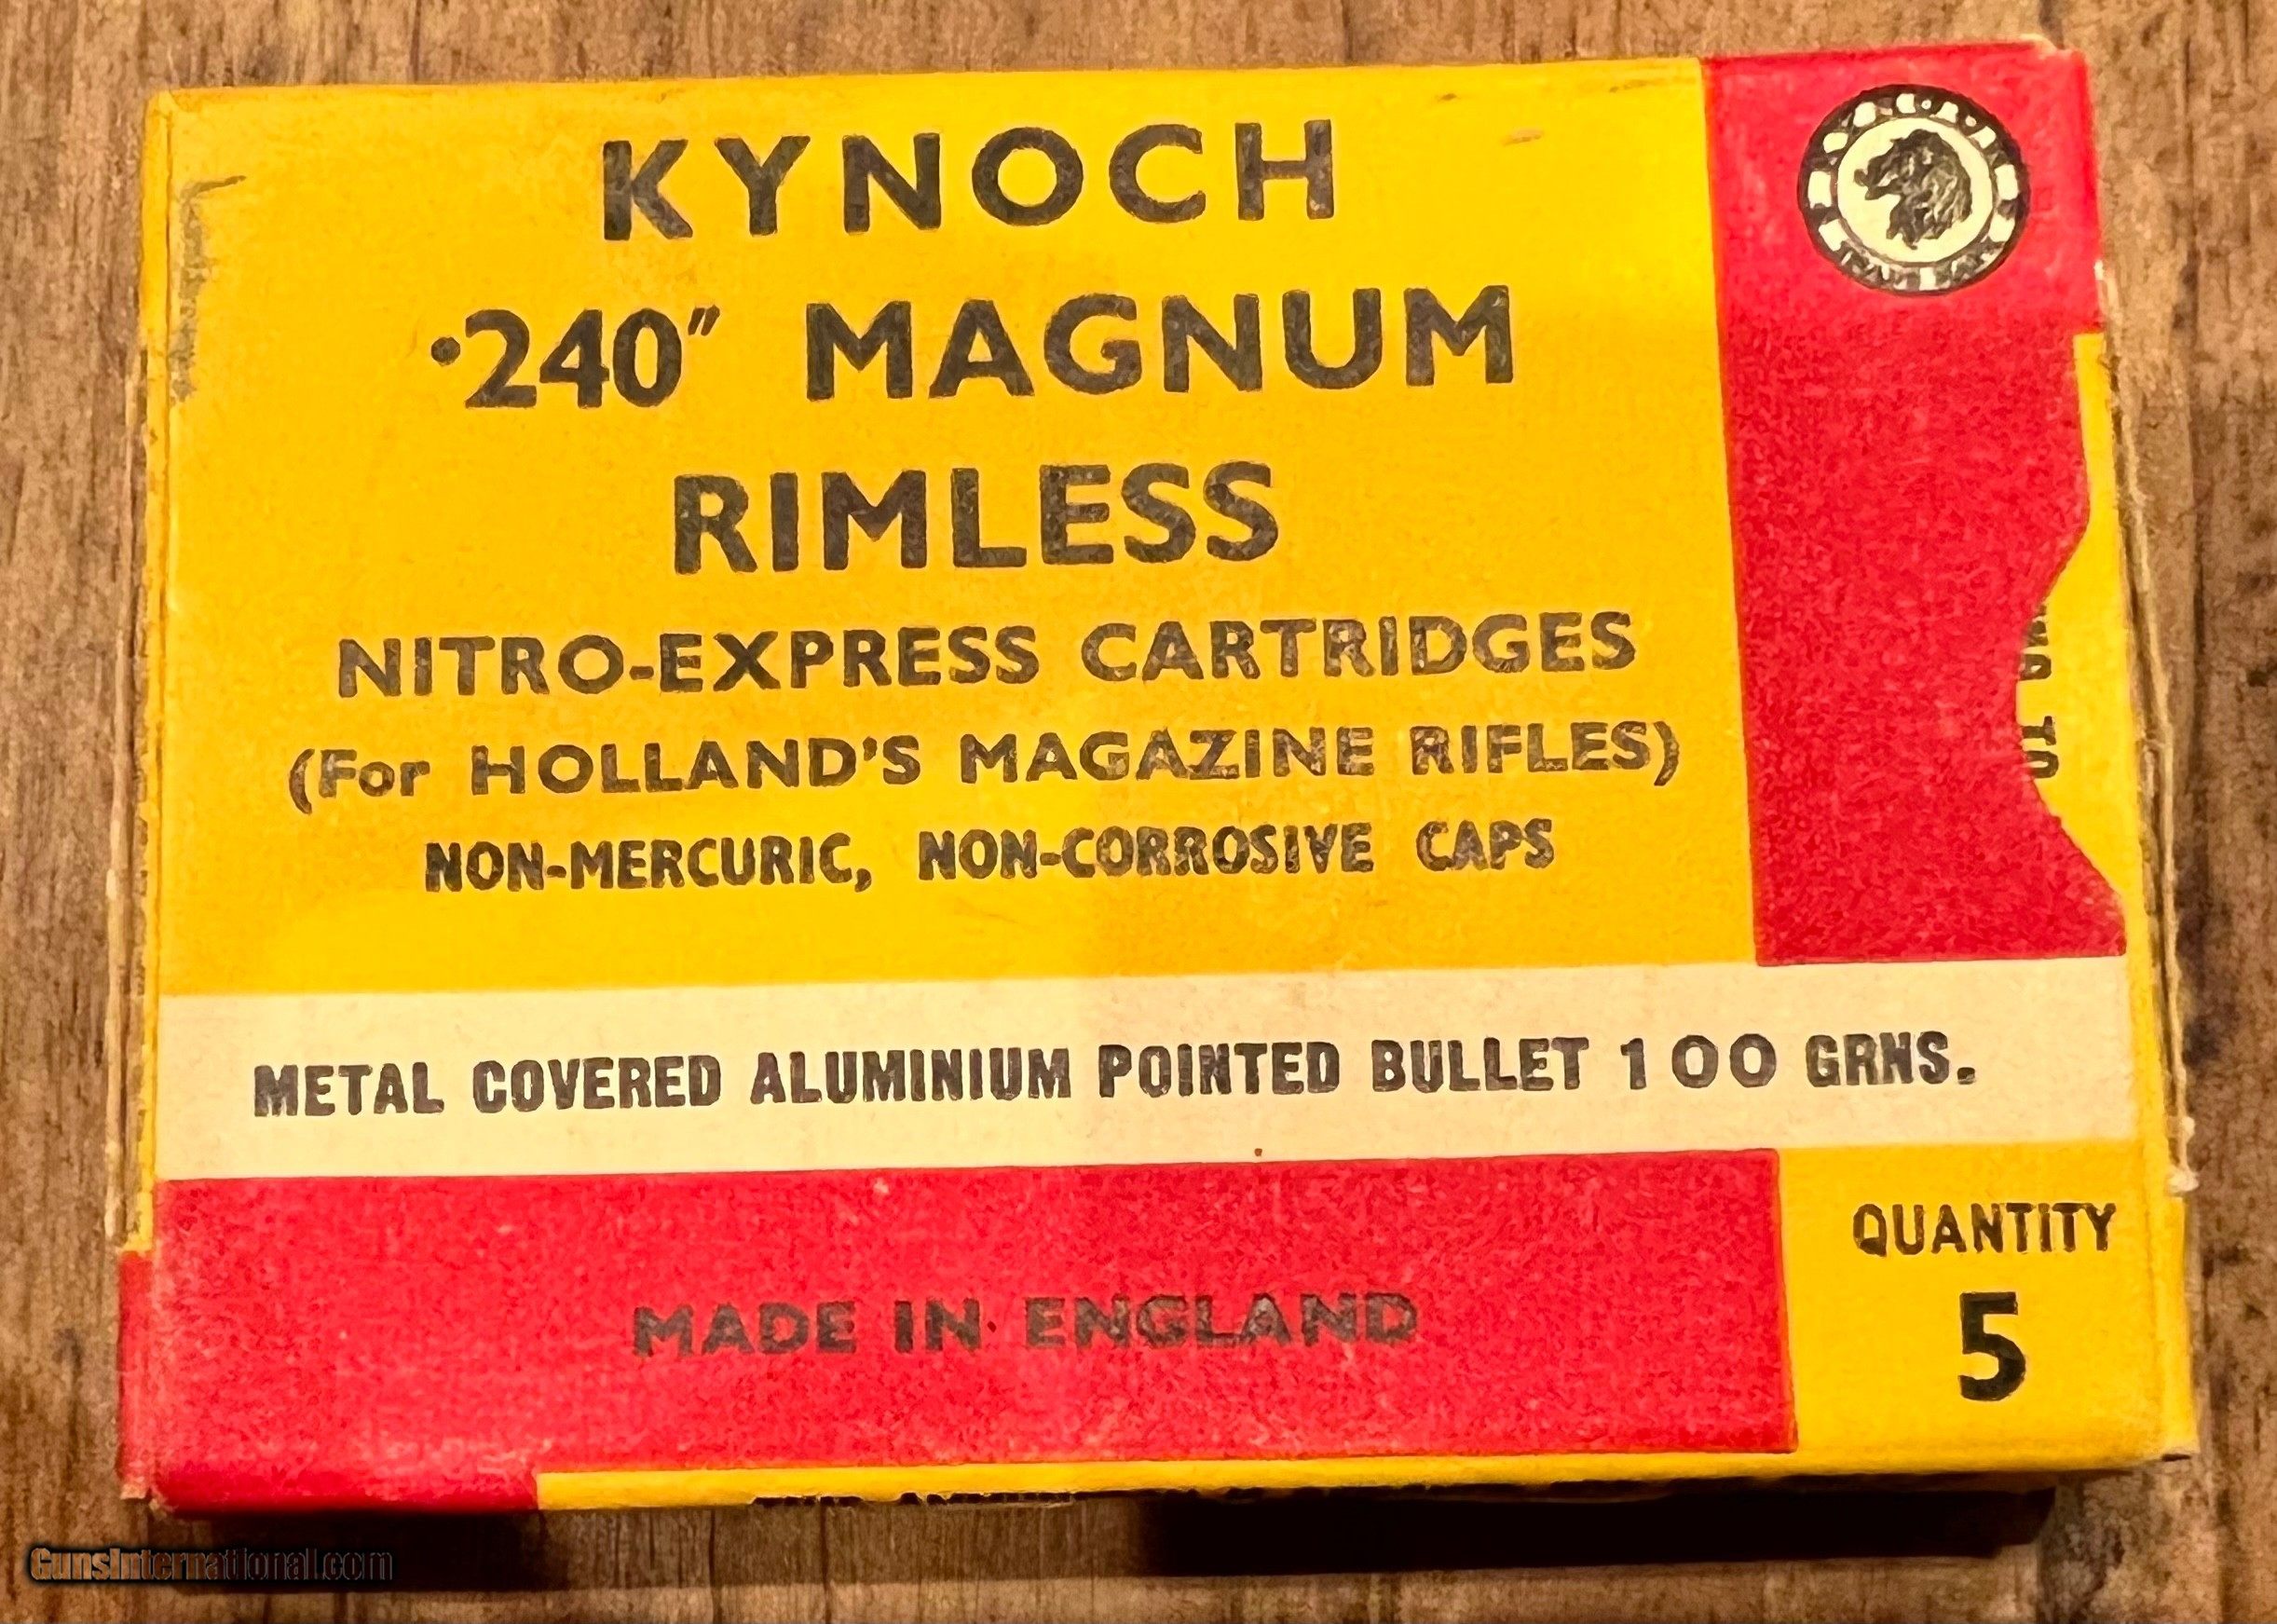 KYNOCH
·240" MAGNUM
RIMLESS
NITRO-EXPRESS CARTRIDGES
(For HOLLAND'S MAGAZINE RIFLES)
NON-MERCURIC, NON-CORROSIVE CAPS
METAL COVERED ALUMINIUM POINTED BULLET 100 GRNS.
MADE IN ENGLAND
QUANTITY
5
TO
GunsInternational.com